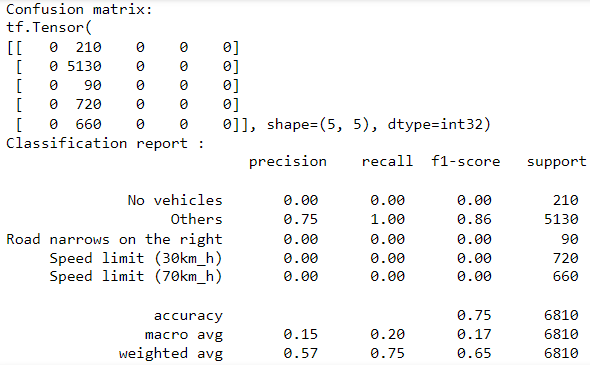 Confusion matrix:
tf.Tensor(
[[   0  210    0    0    0]
 [   0 5130    0    0    0]
 [   0   90    0    0    0]
 [   0  720    0    0    0]
 [   0  660    0    0    0]], shape=(5, 5), dtype=int32)
Classification report :
precision recall f1-score support
No vehicles 0.00 0.00 0.00 210
Others 0.75 1.00 0.86 5130
Road narrows on the right 0.00 0.00 0.00 90
Speed limit (30km_h) 0.00 0.00 0.00 720
Speed limit (70km_h) 0.00 0.00 0.00 660
accuracy 0.75 6810
macro avg 0.15 0.20 0.17 6810
weighted avg 0.57 0.75 0.65 6810